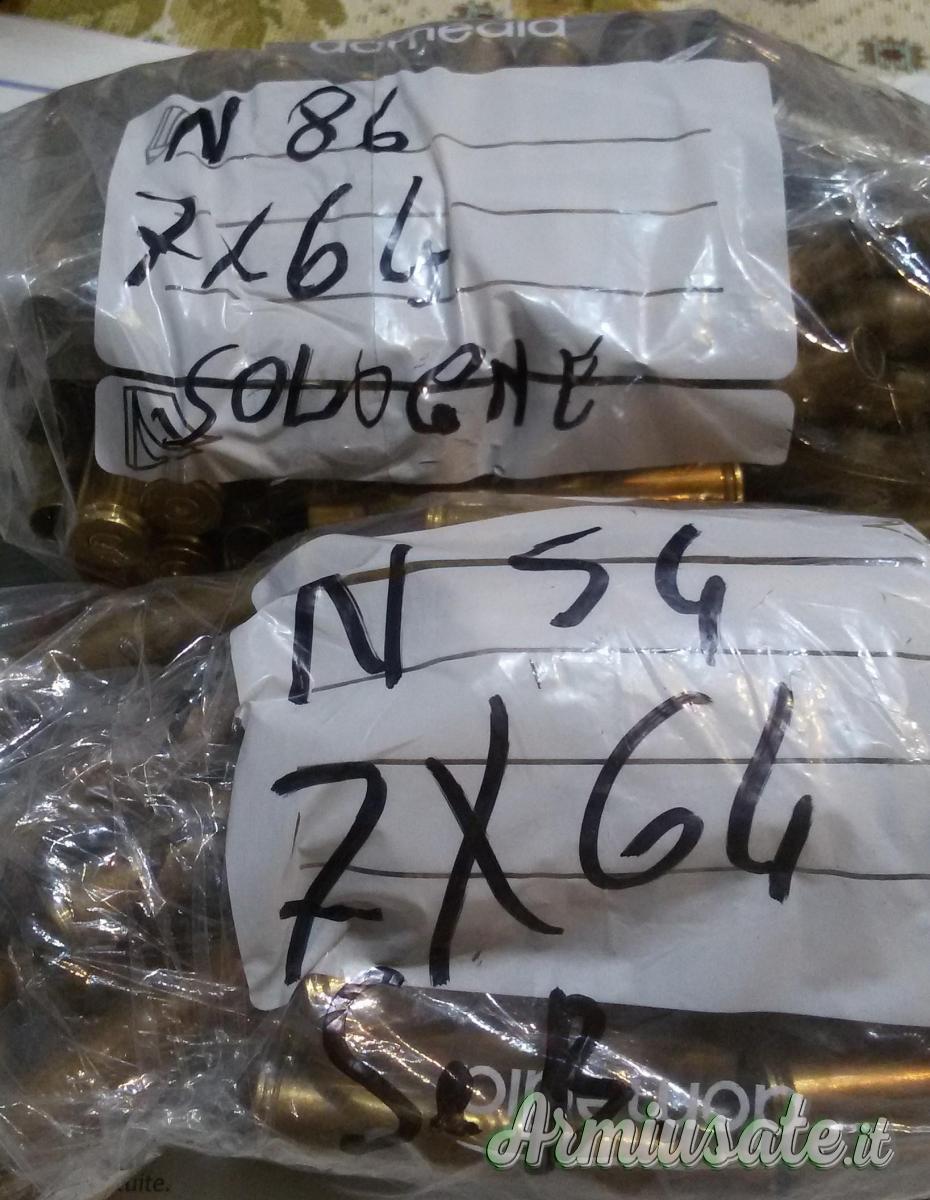 N 86
7X64
SOLOGNE
N 54
7X64
S.B
Armiusate.it